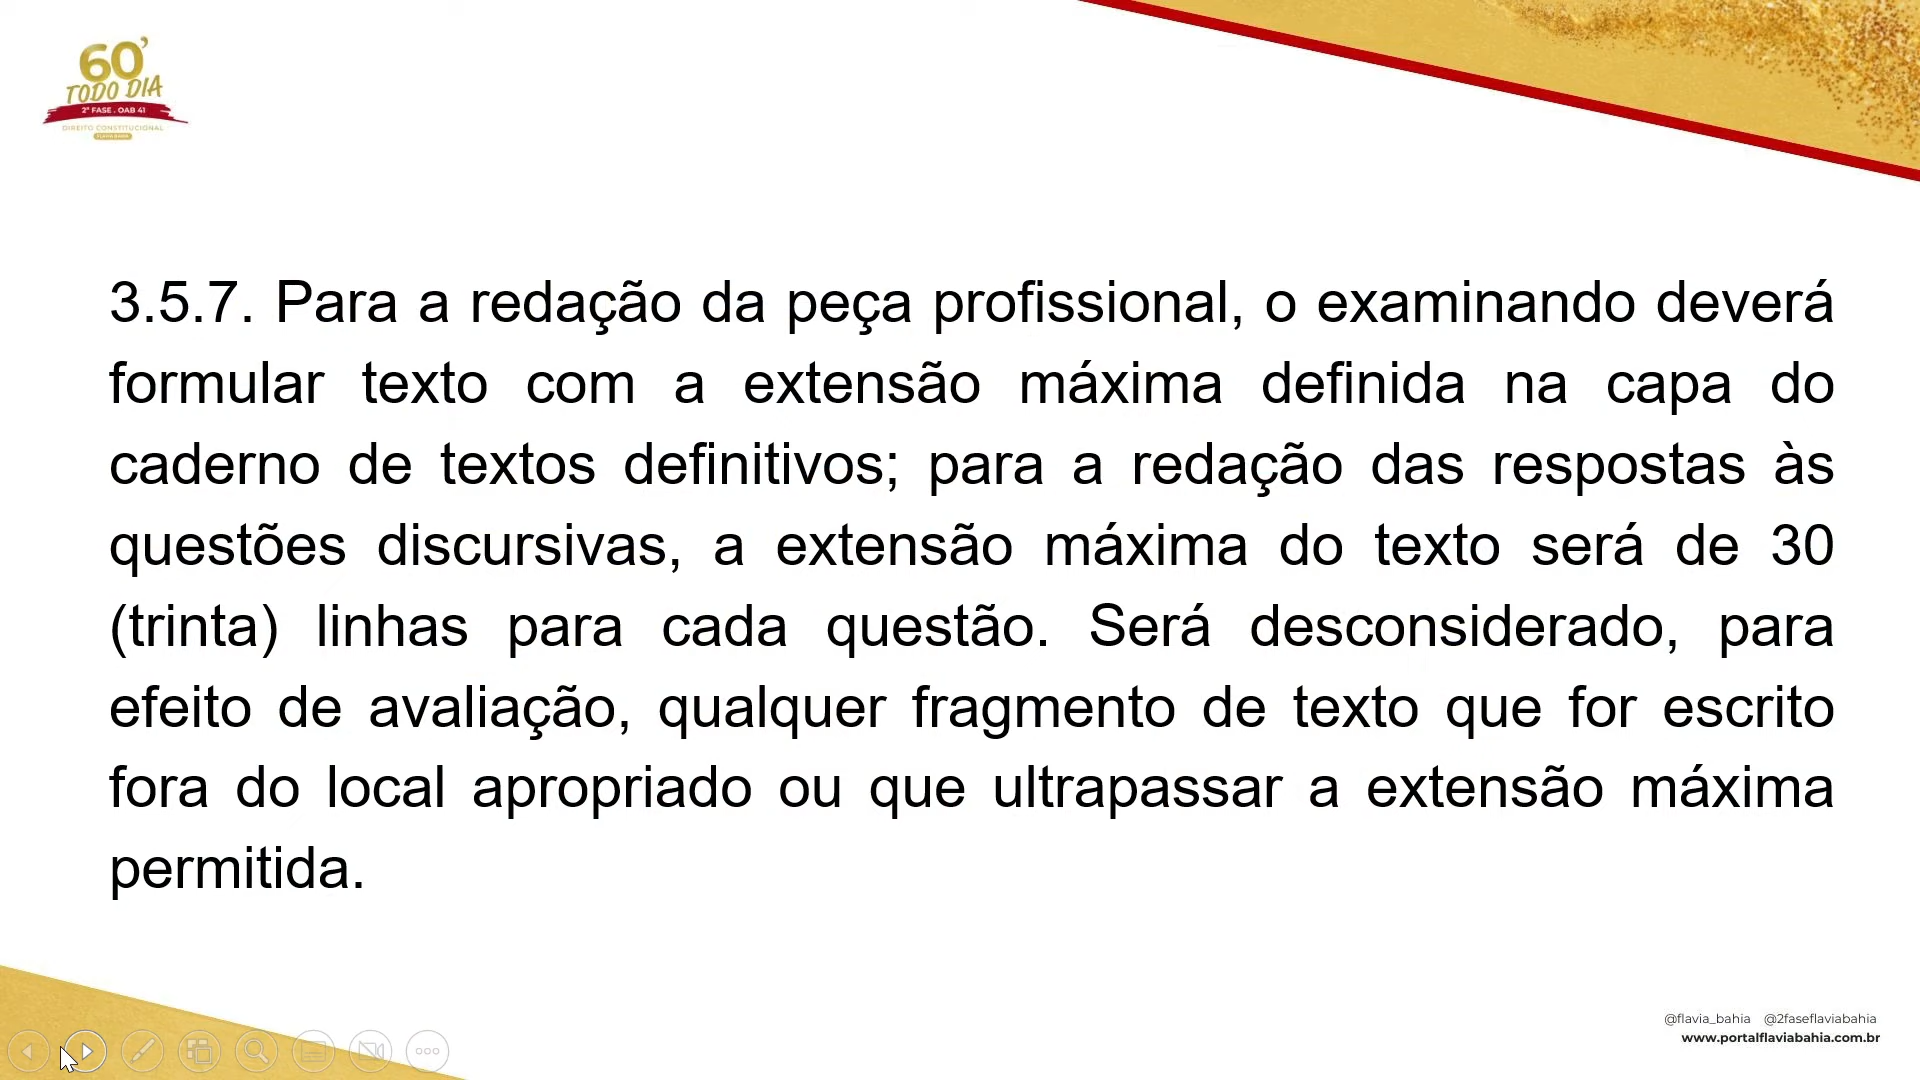 60'
TODO DIA
2ª FASE . OAB 41
DIREITO CONSTITUCIONAL
FLAVIA BAHIA
3.5.7. Para a redação da peça profissional, o examinando deverá
formular texto com a extensão máxima definida na capa do
caderno de textos definitivos; para a redação das respostas às
questões discursivas, a extensão máxima do texto será de 30
(trinta) linhas para cada questão. Será desconsiderado, para
efeito de avaliação, qualquer fragmento de texto que for escrito
fora do local apropriado ou que ultrapassar a extensão máxima
permitida.
@flavia_bahia @2faseflaviabahia
www.portalflaviabahia.com.br